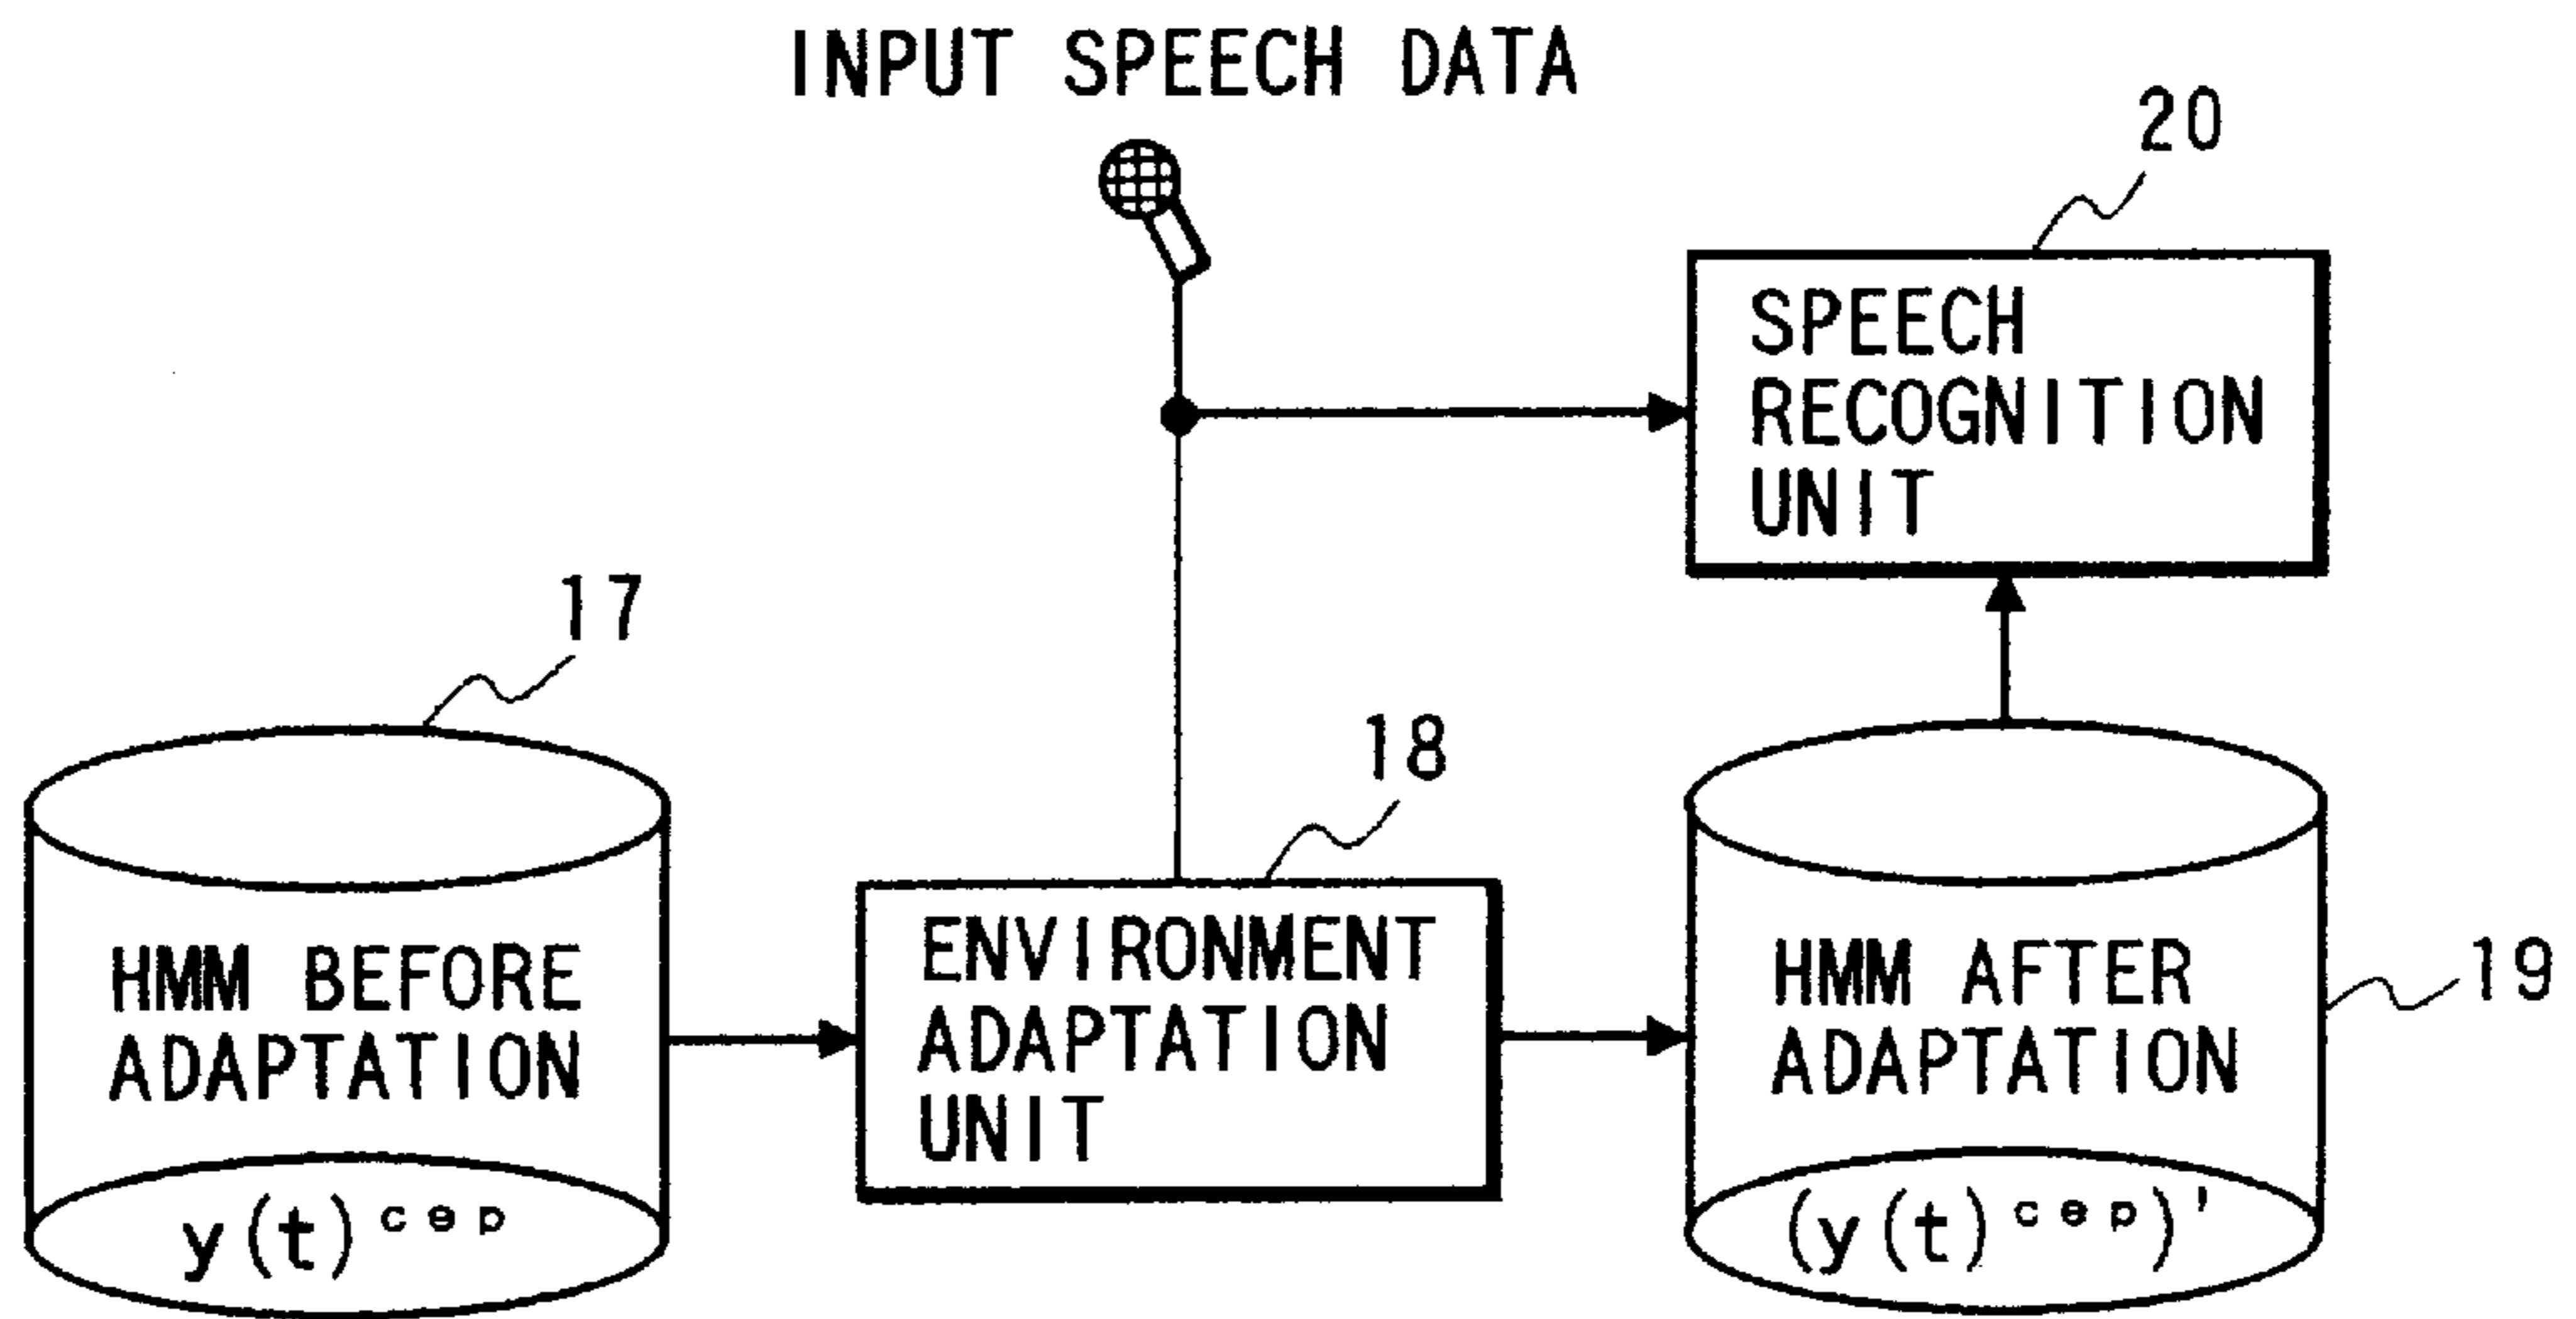 INPUT SPEECH DATA
20
SPEECH
RECOGNITION
UNIT
17
18
HMM BEFORE
ADAPTATION
y(t)^cep
ENVIRONMENT
ADAPTATION
UNIT
HMM AFTER
ADAPTATION
(y(t)^cep)'
19